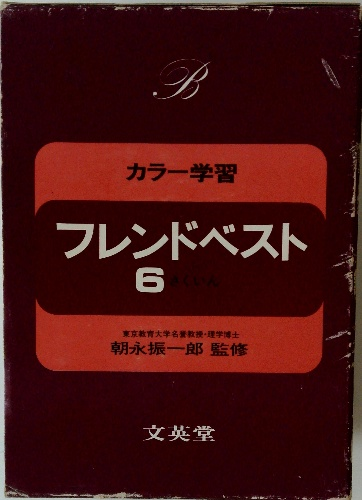 B
カラー学習
フレンドベスト
6 さくいん
東京教育大学名誉教授・理学博士
朝永振一郎 監修
文英堂